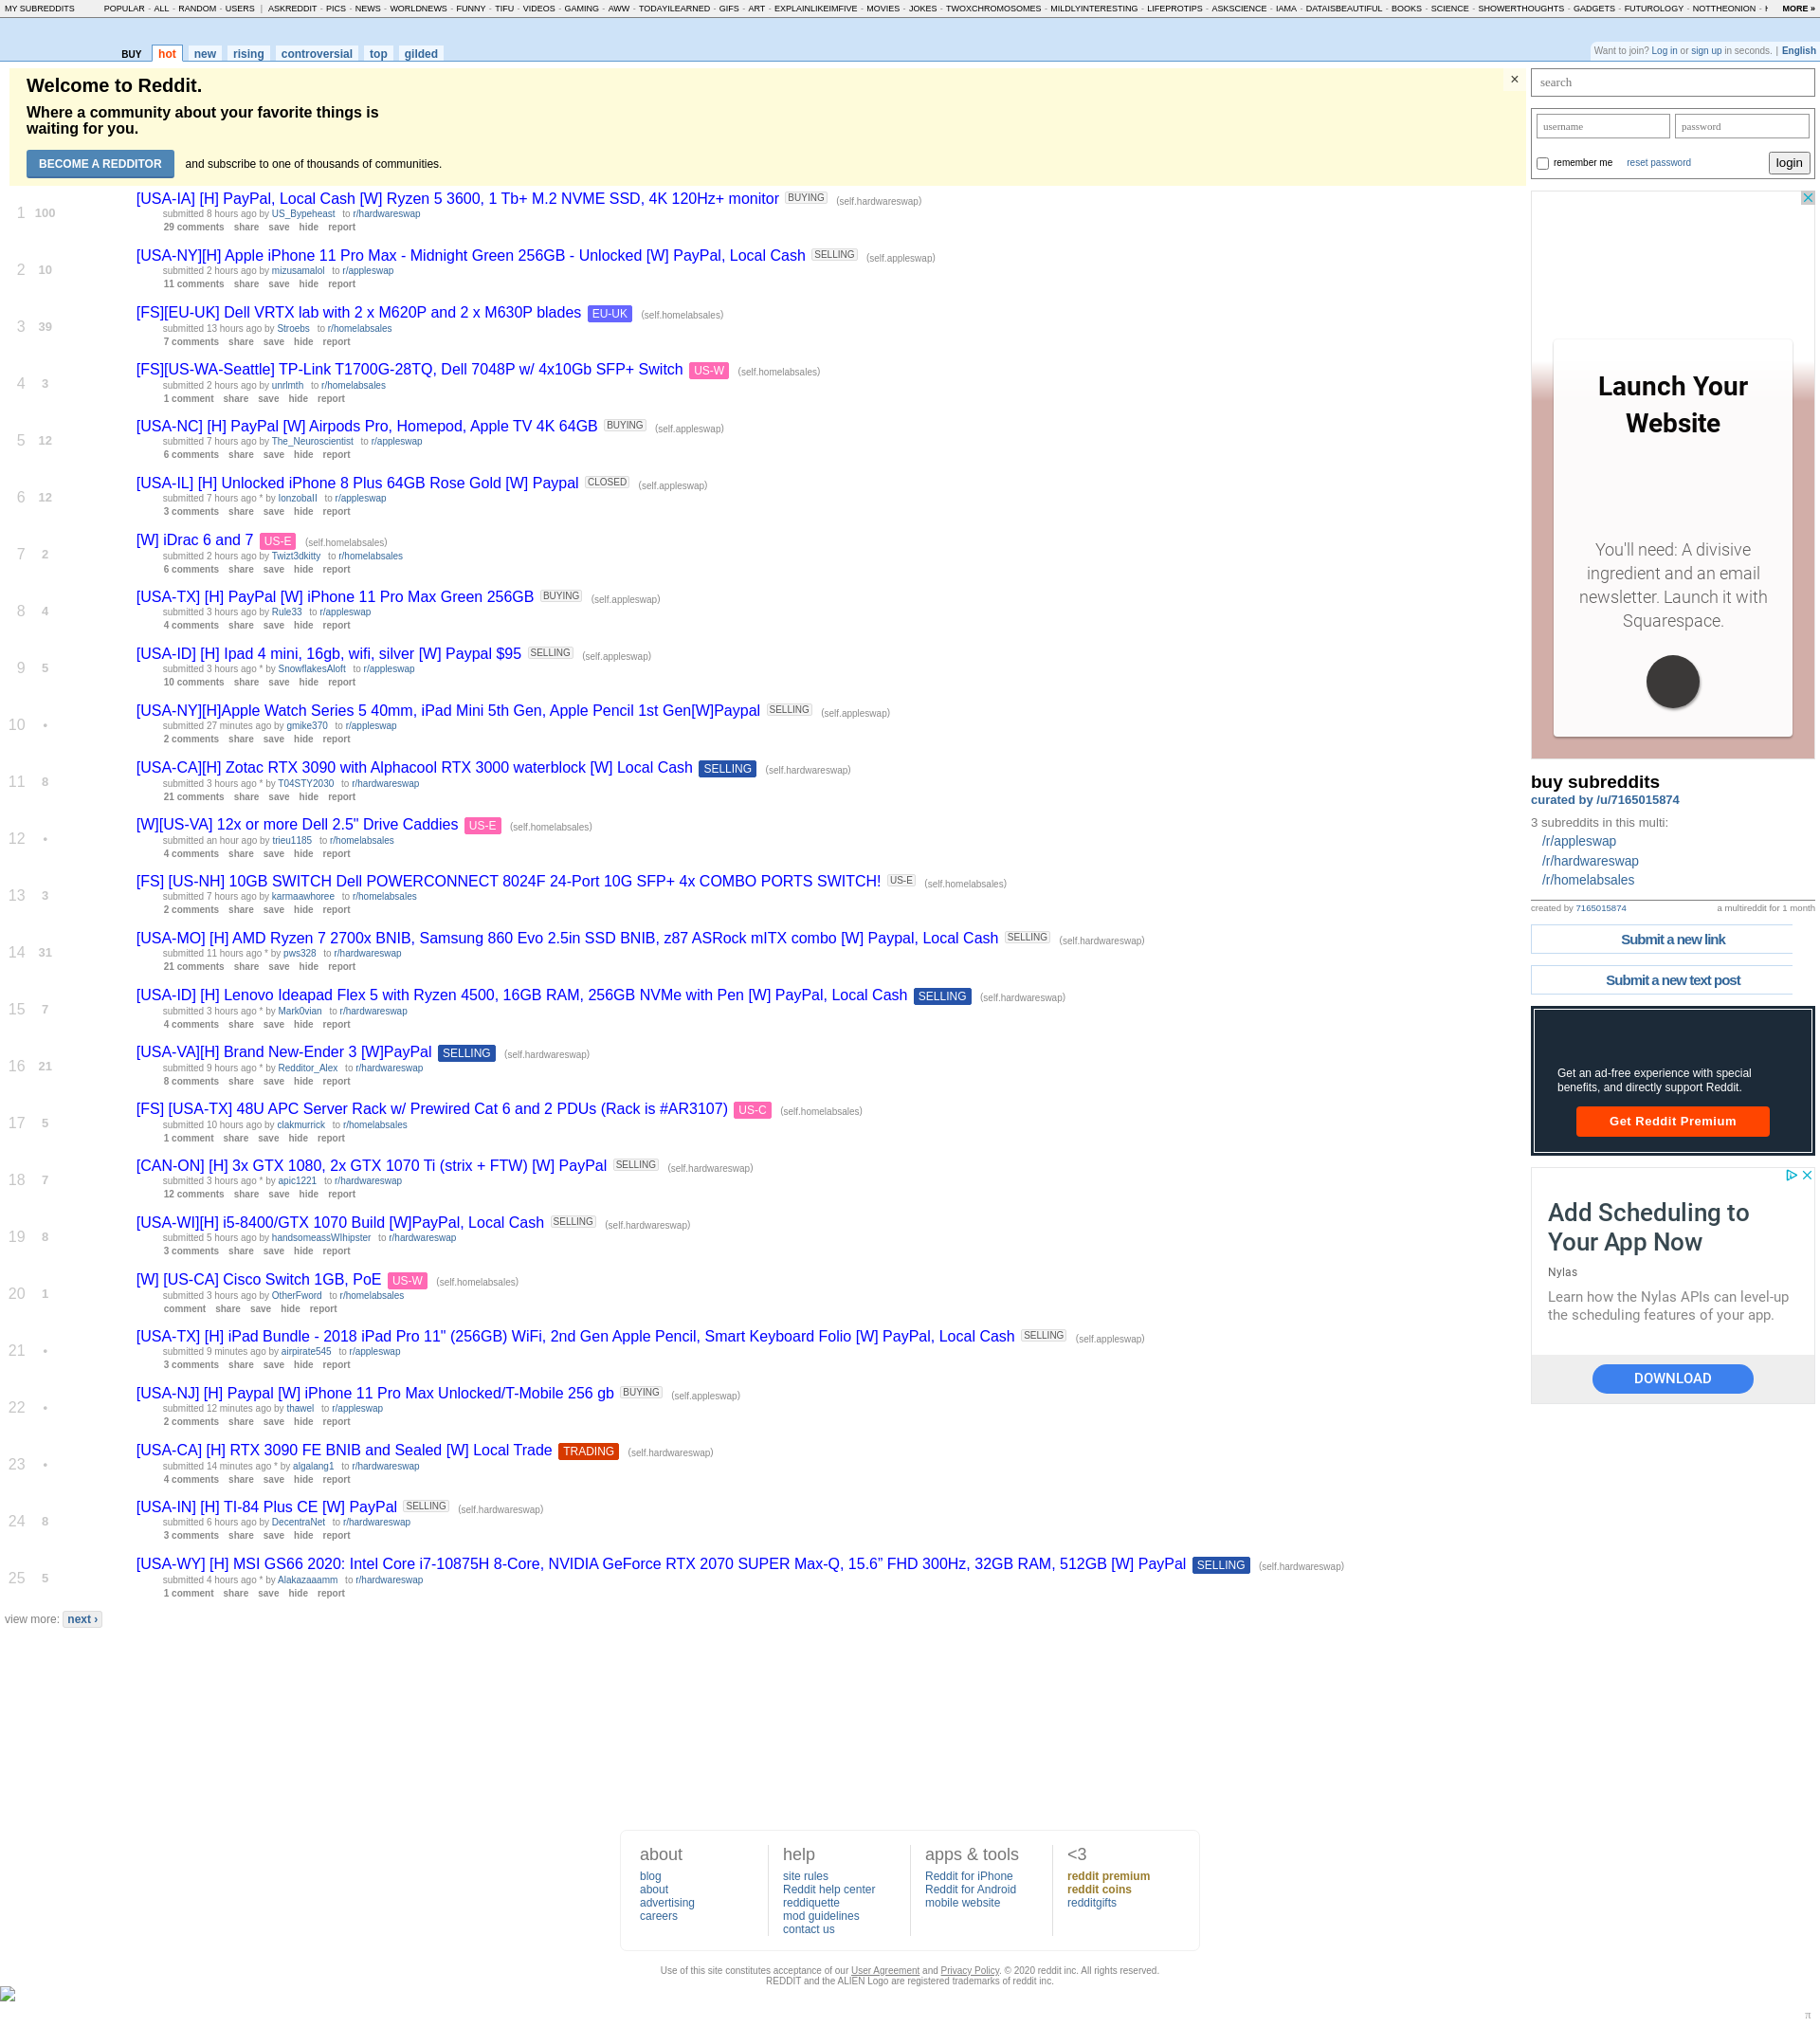 MY SUBREDDITS POPULAR - ALL - RANDOM - USERS | ASKREDDIT - PICS - NEWS - WORLDNEWS - FUNNY - TIFU - VIDEOS - GAMING - AWW - TODAYILEARNED - GIFS - ART - EXPLAINLIKEIMFIVE - MOVIES - JOKES - TWOXCHROMOSOMES - MILDLYINTERESTING - LIFEPROTIPS - ASKSCIENCE - IAMA - DATAISBEAUTIFUL - BOOKS - SCIENCE - SHOWERTHOUGHTS - GADGETS - FUTUROLOGY - NOTTHEONION - MORE »
BUY hot new rising controversial top gilded
Want to join? Log in or sign up in seconds. | English
Welcome to Reddit.
Where a community about your favorite things is
waiting for you.
BECOME A REDDITOR and subscribe to one of thousands of communities.
×
1 100 [USA-IA] [H] PayPal, Local Cash [W] Ryzen 5 3600, 1 Tb+ M.2 NVME SSD, 4K 120Hz+ monitor BUYING (self.hardwareswap)
submitted 8 hours ago by US_Bypeheast to r/hardwareswap
29 comments share save hide report
2 10 [USA-NY][H] Apple iPhone 11 Pro Max - Midnight Green 256GB - Unlocked [W] PayPal, Local Cash SELLING (self.appleswap)
submitted 2 hours ago by mizusamalol to r/appleswap
11 comments share save hide report
3 39 [FS][EU-UK] Dell VRTX lab with 2 x M620P and 2 x M630P blades EU-UK (self.homelabsales)
submitted 13 hours ago by Stroebs to r/homelabsales
7 comments share save hide report
4 3 [FS][US-WA-Seattle] TP-Link T1700G-28TQ, Dell 7048P w/ 4x10Gb SFP+ Switch US-W (self.homelabsales)
submitted 2 hours ago by unrlmth to r/homelabsales
1 comment share save hide report
5 12 [USA-NC] [H] PayPal [W] Airpods Pro, Homepod, Apple TV 4K 64GB BUYING (self.appleswap)
submitted 7 hours ago by The_Neuroscientist to r/appleswap
6 comments share save hide report
6 12 [USA-IL] [H] Unlocked iPhone 8 Plus 64GB Rose Gold [W] Paypal CLOSED (self.appleswap)
submitted 7 hours ago * by to r/appleswap
3 comments share save hide report
7 2 [W] iDrac 6 and 7 US-E (self.homelabsales)
submitted 2 hours ago by Twizt3dkitty to r/homelabsales
6 comments share save hide report
8 4 [USA-TX] [H] PayPal [W] iPhone 11 Pro Max Green 256GB BUYING (self.appleswap)
submitted 3 hours ago by Rule33 to r/appleswap
4 comments share save hide report
9 5 [USA-ID] [H] Ipad 4 mini, 16gb, wifi, silver [W] Paypal $95 SELLING (self.appleswap)
submitted 3 hours ago * by SnowflakesAloft to r/appleswap
10 comments share save hide report
10 • [USA-NY][H]Apple Watch Series 5 40mm, iPad Mini 5th Gen, Apple Pencil 1st Gen[W]Paypal SELLING (self.appleswap)
submitted 27 minutes ago by gmike370 to r/appleswap
2 comments share save hide report
11 8 [USA-CA][H] Zotac RTX 3090 with Alphacool RTX 3000 waterblock [W] Local Cash SELLING (self.hardwareswap)
submitted 3 hours ago * by T04STY2030 to r/hardwareswap
21 comments share save hide report
12 • [W][US-VA] 12x or more Dell 2.5" Drive Caddies US-E (self.homelabsales)
submitted an hour ago by trieu1185 to r/homelabsales
4 comments share save hide report
13 3 [FS] [US-NH] 10GB SWITCH Dell POWERCONNECT 8024F 24-Port 10G SFP+ 4x COMBO PORTS SWITCH! US-E (self.homelabsales)
submitted 7 hours ago by karmaawhoree to r/homelabsales
2 comments share save hide report
14 31 [USA-MO] [H] AMD Ryzen 7 2700x BNIB, Samsung 860 Evo 2.5in SSD BNIB, z87 ASRock mITX combo [W] Paypal, Local Cash SELLING (self.hardwareswap)
submitted 11 hours ago * by pws328 to r/hardwareswap
21 comments share save hide report
15 7 [USA-ID] [H] Lenovo Ideapad Flex 5 with Ryzen 4500, 16GB RAM, 256GB NVMe with Pen [W] PayPal, Local Cash SELLING (self.hardwareswap)
submitted 3 hours ago * by Mark0vian to r/hardwareswap
4 comments share save hide report
16 21 [USA-VA][H] Brand New-Ender 3 [W]PayPal SELLING (self.hardwareswap)
submitted 9 hours ago * by Redditor_Alex to r/hardwareswap
8 comments share save hide report
17 5 [FS] [USA-TX] 48U APC Server Rack w/ Prewired Cat 6 and 2 PDUs (Rack is #AR3107) US-C (self.homelabsales)
submitted 10 hours ago by clakmurrick to r/homelabsales
1 comment share save hide report
18 7 [CAN-ON] [H] 3x GTX 1080, 2x GTX 1070 Ti (strix + FTW) [W] PayPal SELLING (self.hardwareswap)
submitted 3 hours ago * by apic1221 to r/hardwareswap
12 comments share save hide report
19 8 [USA-WI][H] i5-8400/GTX 1070 Build [W]PayPal, Local Cash SELLING (self.hardwareswap)
submitted 5 hours ago by handsomeassWIhipster to r/hardwareswap
3 comments share save hide report
20 1 [W] [US-CA] Cisco Switch 1GB, PoE US-W (self.homelabsales)
submitted 3 hours ago by OtherFword to r/homelabsales
comment share save hide report
21 • [USA-TX] [H] iPad Bundle - 2018 iPad Pro 11" (256GB) WiFi, 2nd Gen Apple Pencil, Smart Keyboard Folio [W] PayPal, Local Cash SELLING (self.appleswap)
submitted 9 minutes ago by airpirate545 to r/appleswap
3 comments share save hide report
22 • [USA-NJ] [H] Paypal [W] iPhone 11 Pro Max Unlocked/T-Mobile 256 gb BUYING (self.appleswap)
submitted 12 minutes ago by thawel to r/appleswap
2 comments share save hide report
23 • [USA-CA] [H] RTX 3090 FE BNIB and Sealed [W] Local Trade TRADING (self.hardwareswap)
submitted 14 minutes ago * by algalang1 to r/hardwareswap
4 comments share save hide report
24 8 [USA-IN] [H] TI-84 Plus CE [W] PayPal SELLING (self.hardwareswap)
submitted 6 hours ago by DecentraNet to r/hardwareswap
3 comments share save hide report
25 5 [USA-WY] [H] MSI GS66 2020: Intel Core i7-10875H 8-Core, NVIDIA GeForce RTX 2070 SUPER Max-Q, 15.6” FHD 300Hz, 32GB RAM, 512GB [W] PayPal SELLING (self.hardwareswap)
submitted 4 hours ago * by Alakazaaamm to r/hardwareswap
1 comment share save hide report
view more: next ›
search
username password
remember me reset password login
Launch Your
Website
You'll need: A divisive
ingredient and an email
newsletter. Launch it with
Squarespace.
buy subreddits
curated by /u/7165015874
3 subreddits in this multi:
/r/appleswap
/r/hardwareswap
/r/homelabsales
created by 7165015874 a multireddit for 1 month
Submit a new link
Submit a new text post
Get an ad-free experience with special
benefits, and directly support Reddit.
Get Reddit Premium
Add Scheduling to
Your App Now
Nylas
Learn how the Nylas APIs can level-up
the scheduling features of your app.
DOWNLOAD
about
blog
about
advertising
careers
help
site rules
Reddit help center
reddiquette
mod guidelines
contact us
apps & tools
Reddit for iPhone
Reddit for Android
mobile website
<3
reddit premium
reddit coins
redditgifts
Use of this site constitutes acceptance of our User Agreement and Privacy Policy. © 2020 reddit inc. All rights reserved.
REDDIT and the ALIEN Logo are registered trademarks of reddit inc.
π